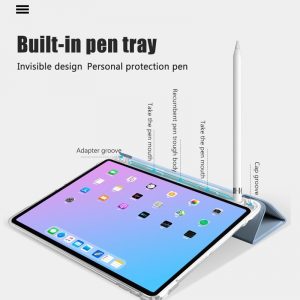 Built-in pen tray
Invisible design Personal protection pen
Adapter groove
Take the pen mouth
Recumbent pen trough body
Take the pen mouth
Cap groove